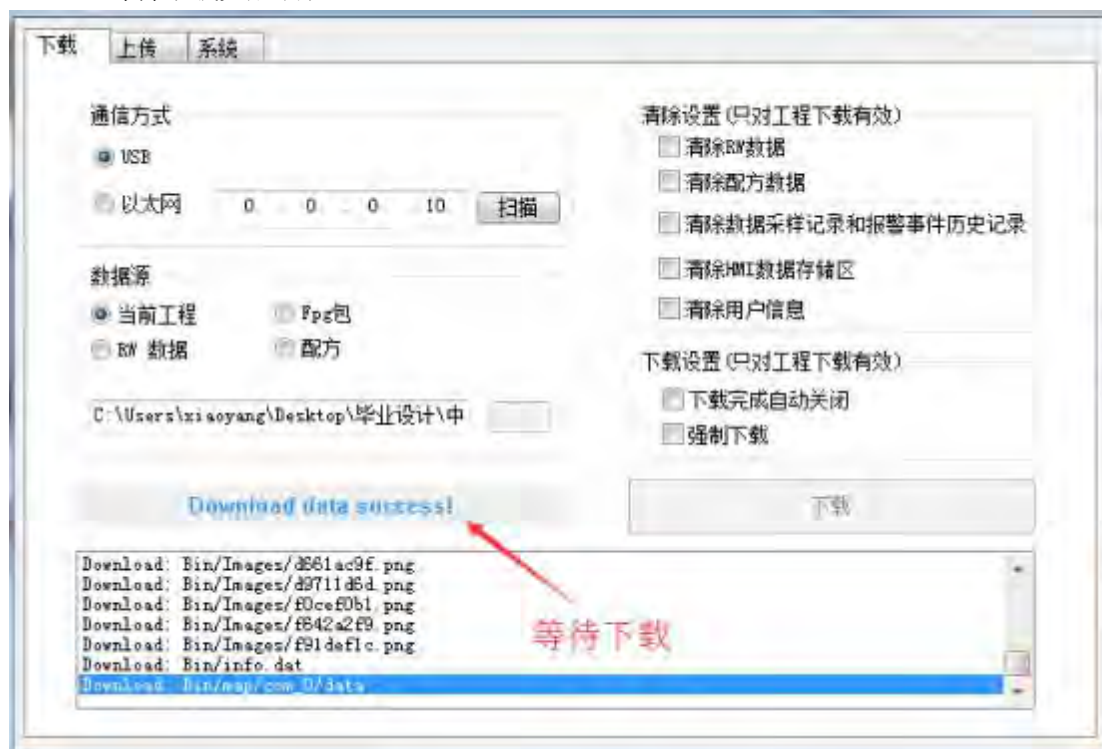 下载 上传 系统
通信方式
USB
以太网 0 0 0 10 扫描
数据源
当前工程 Fpg包
RW 数据 配方
C:\Users\xiaoyang\Desktop\毕业设计\中
Download data success!
清除设置(只对工程下载有效)
清除RW数据
清除配方数据
清除数据采样记录和报警事件历史记录
清除HMI数据存储区
清除用户信息
下载设置(只对工程下载有效)
下载完成自动关闭
强制下载
下载
Download: Bin/Images/d661ac9f.png
Download: Bin/Images/d9711d6d.png
Download: Bin/Images/f0cef0b1.png
Download: Bin/Images/f642a2f9.png
Download: Bin/Images/f91def1c.png
Download: Bin/info.dat
Download: Bin/map/com_0/data
等待下载